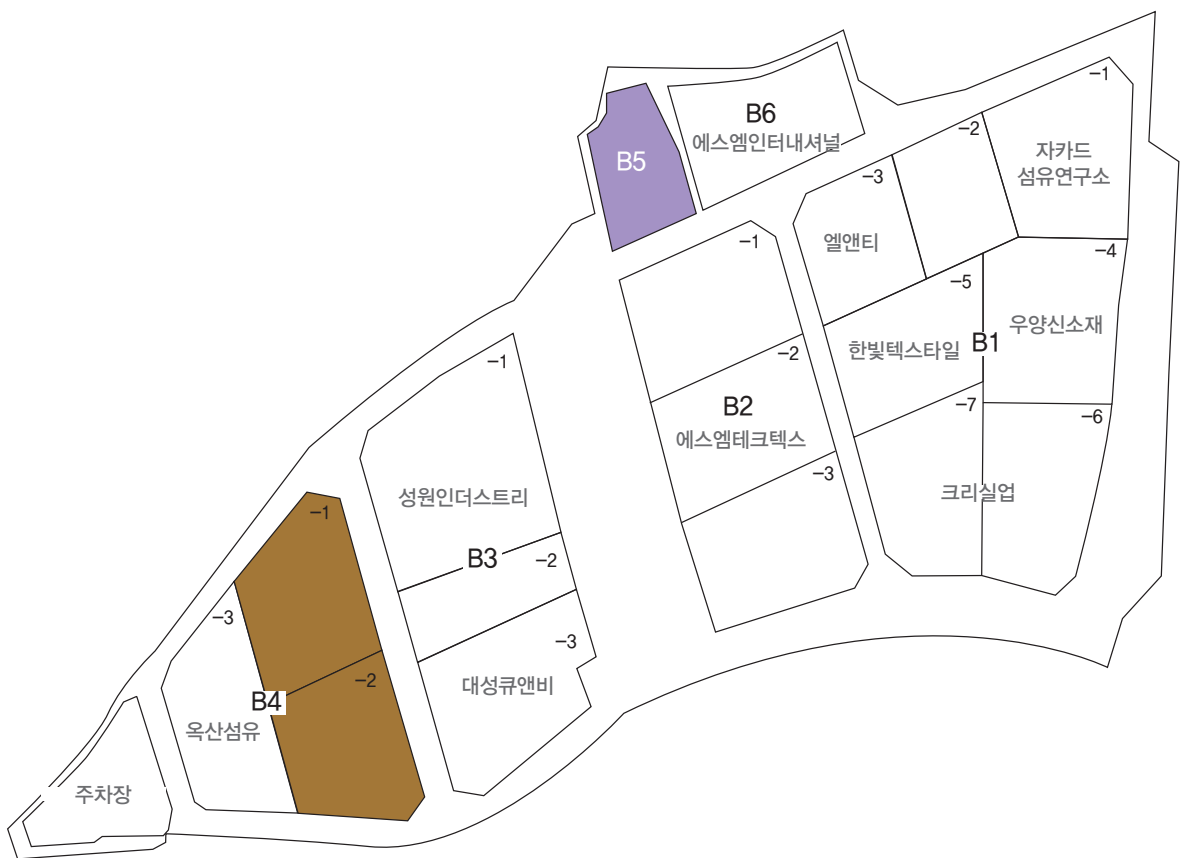 −1
B6
에스엠인터내셔널
−2
자카드
섬유연구소
B5
−3
엘앤티
−1
−4
−5
우양신소재
한빛텍스타일
B1
−2
−1
B2
에스엠테크텍스
−7
−6
−3
성원인더스트리
크리실업
−1
B3
−2
−3
−3
대성큐앤비
−2
B4
옥산섬유
주차장